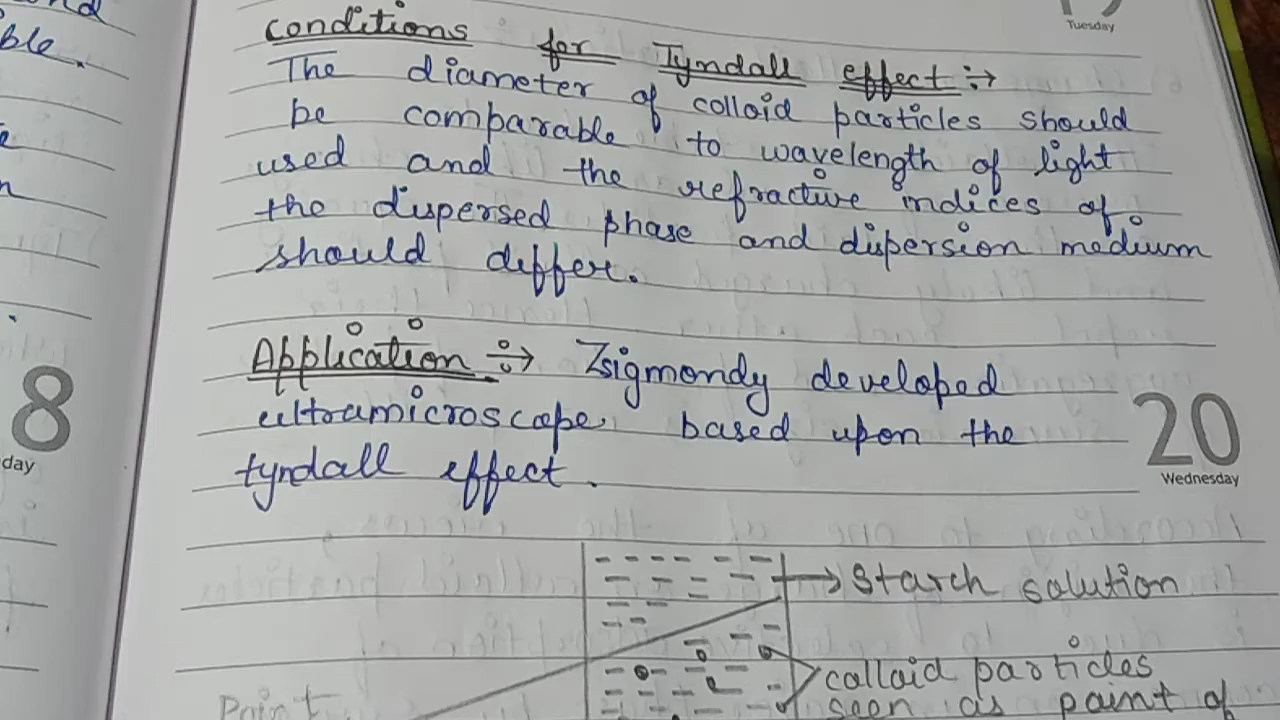 ble.
Tuesday
conditions for Tyndall effect :→
The diameter of colloid particles should
be comparable to wavelength of light
used and the refractive indices of
the dispersed phase and dispersion medium
should differ.
Application :→ Zsigmondy developed
ultramicroscope, based upon the
tyndall effect.
8
day
20
Wednesday
→ Starch solution
colloid particles
seen as point of
Point